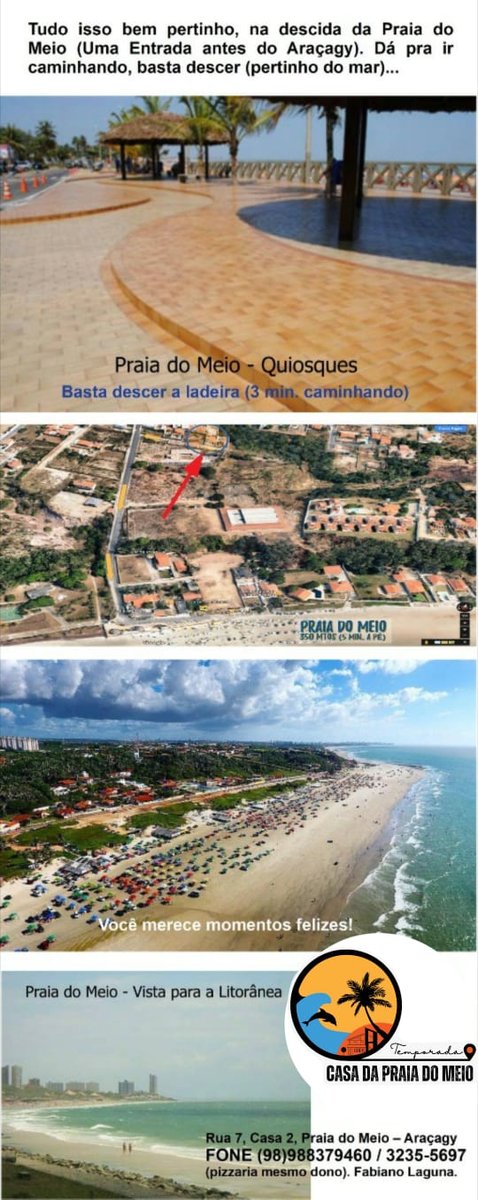 Tudo isso bem pertinho, na descida da Praia do
Meio (Uma Entrada antes do Araçagy). Dá pra ir
caminhando, basta descer (pertinho do mar)...
Praia do Meio - Quiosques
Basta descer a ladeira (3 min. caminhando)
PRAIA DO MEIO
350 MTOS (5 MIN. A PÉ)
Você merece momentos felizes!
Praia do Meio - Vista para a Litorânea
Temporada
CASA DA PRAIA DO MEIO
Rua 7, Casa 2, Praia do Meio – Araçagy
FONE (98)988379460 / 3235-5697
(pizzaria mesmo dono). Fabiano Laguna.